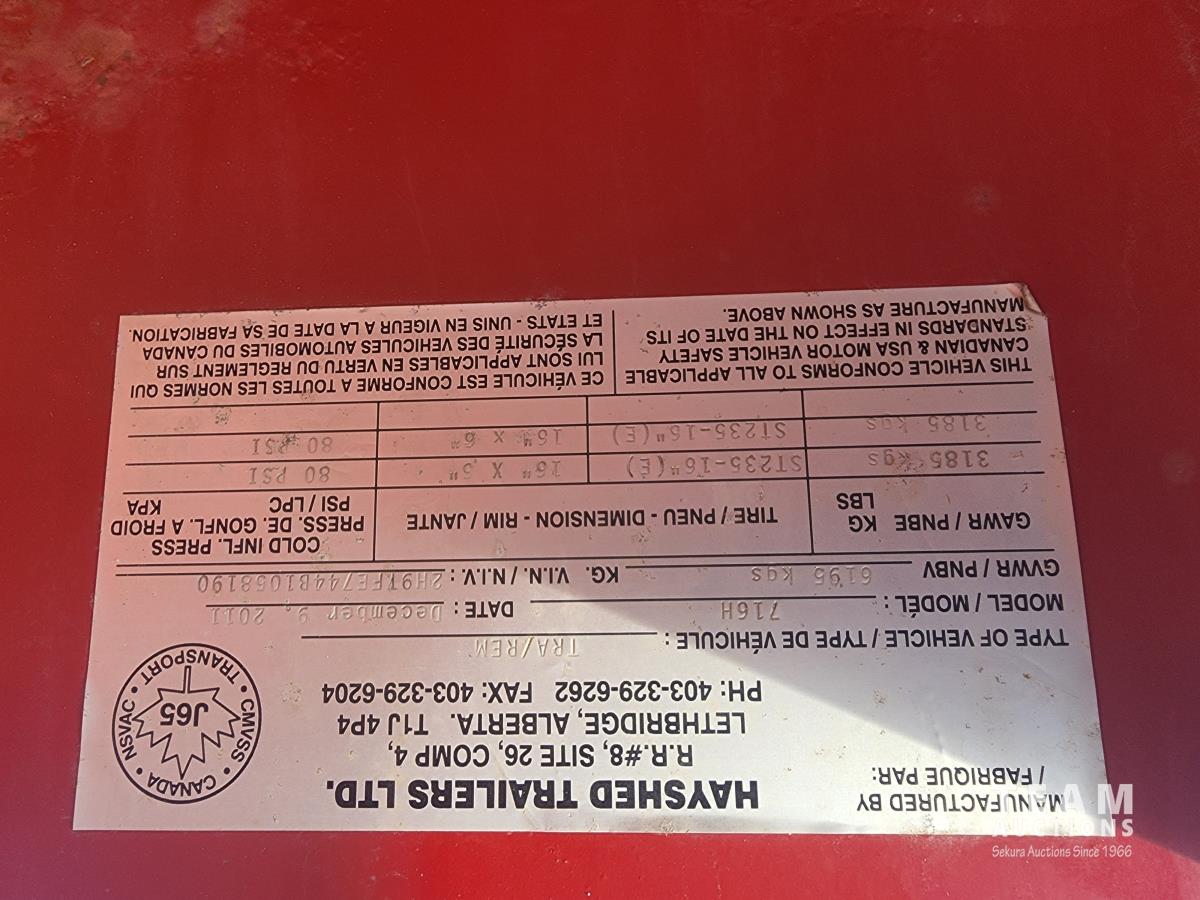 MANUFACTURED BY
/ FABRIQUE PAR:
HAYSHED TRAILERS LTD.
R.R.#8, SITE 26, COMP 4,
LETHBRIDGE, ALBERTA. T1J 4P4
PH: 403-329-6262 FAX: 403-329-6204
CANADA • CMVSS • TRANSPORT • NSVAC •
J65
TYPE OF VEHICLE / TYPE DE VÉHICULE : TRA/REM
MODEL / MODÉL : 716H DATE : December 9, 2011
GVWR / PNBV 6195 kgs KG. V.I.N. / N.I.V. : 2H9TFE744B1058190
GAWR / PNBE KG LBS
TIRE / PNEU - DIMENSION - RIM / JANTE
COLD INFL. PRESS
PRESS. DE. GONFL. A FROID
PSI / LPC KPA
3185 kgs ST235-16"(E) 16" X 6" 80 PSI
3185 kgs ST235-16"(E) 16" X 6" 80 PSI
THIS VEHICLE CONFORMS TO ALL APPLICABLE
CANADIAN & USA MOTOR VEHICLE SAFETY
STANDARDS IN EFFECT ON THE DATE OF ITS
MANUFACTURE AS SHOWN ABOVE.
CE VÉHICULE EST CONFORME A TOUTES LES NORMES QUI
LUI SONT APPLICABLES EN VERTU DU REGLEMENT SUR
LA SÉCURITÉ DES VEHICULES AUTOMOBILES DU CANADA
ET ETATS - UNIS EN VIGEUR A LA DATE DE SA FABRICATION.
TEAM
AUCTIONS
Sekura Auctions Since 1966